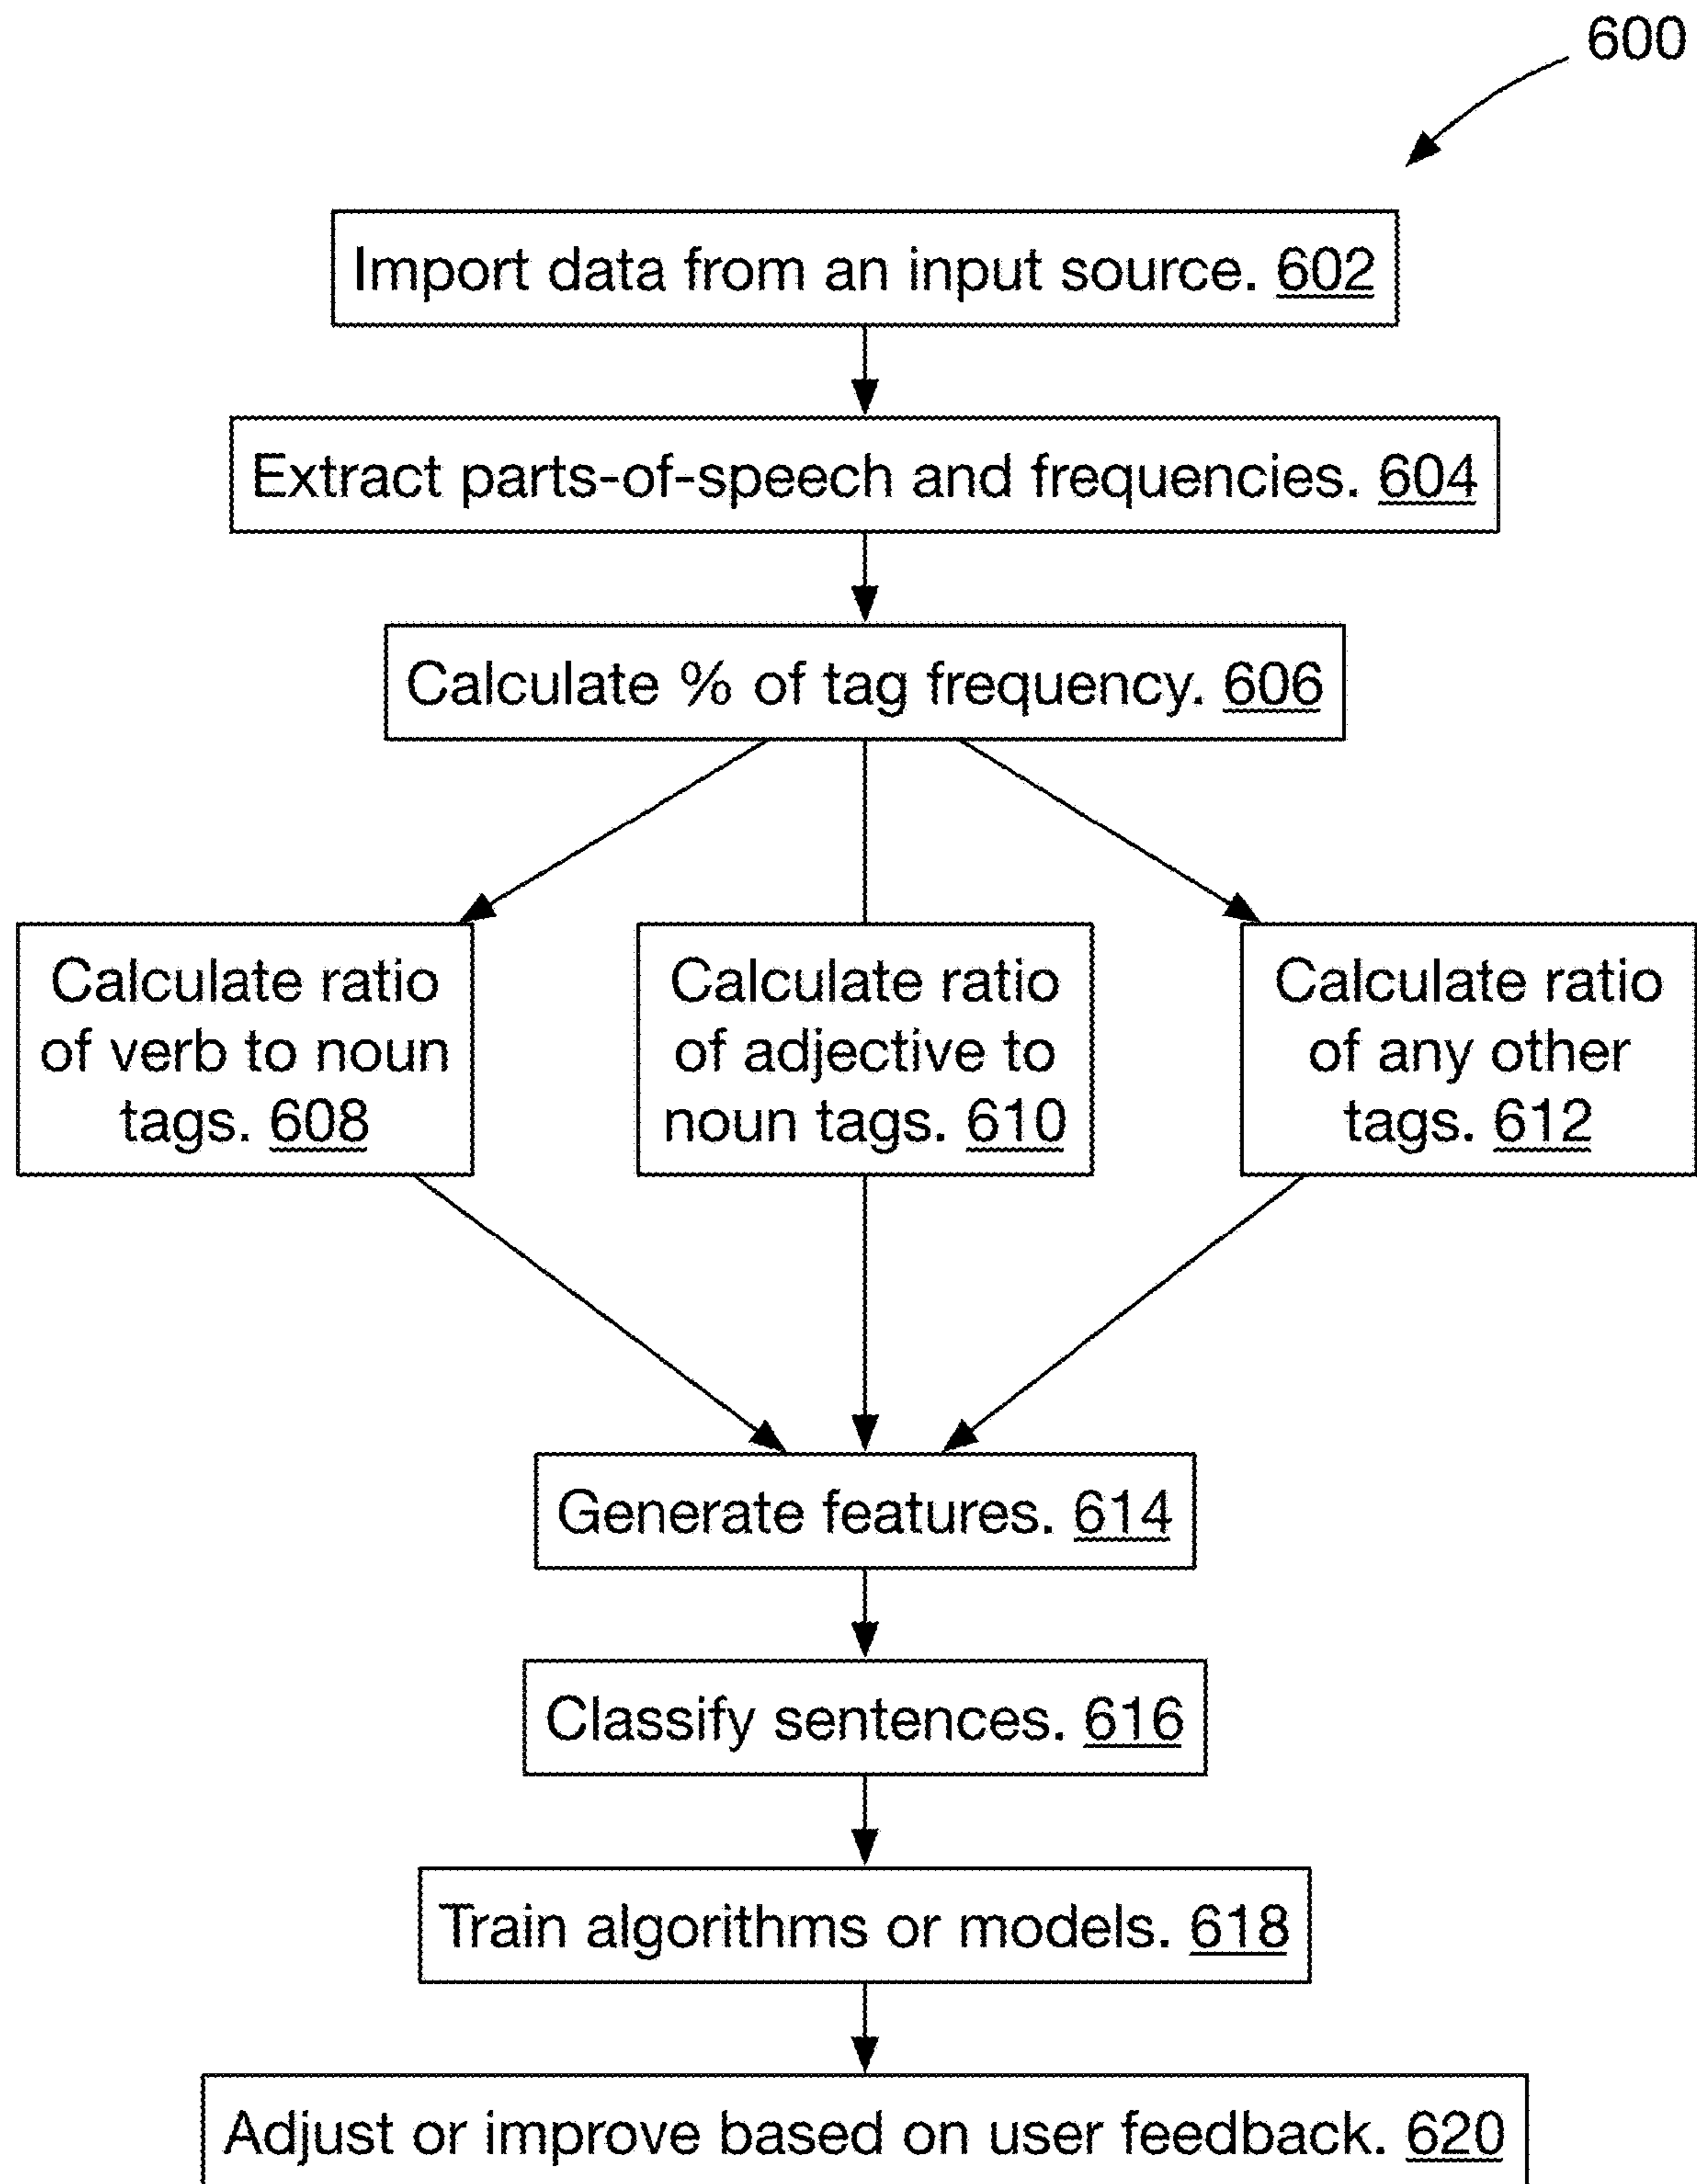 600
Import data from an input source. 602
Extract parts-of-speech and frequencies. 604
Calculate % of tag frequency. 606
Calculate ratio
of verb to noun
tags. 608
Calculate ratio
of adjective to
noun tags. 610
Calculate ratio
of any other
tags. 612
Generate features. 614
Classify sentences. 616
Train algorithms or models. 618
Adjust or improve based on user feedback. 620